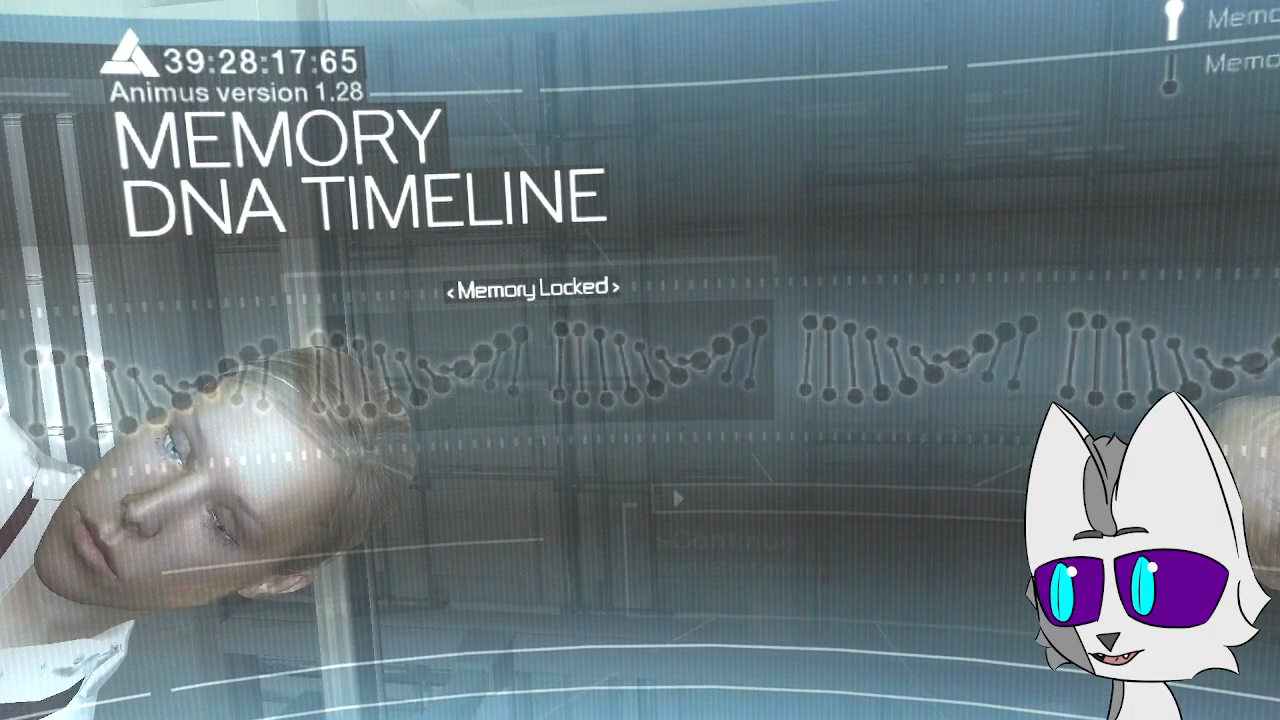 39:28:17:65
Animus version 1.28
MEMORY
DNA TIMELINE
‹Memory Locked›